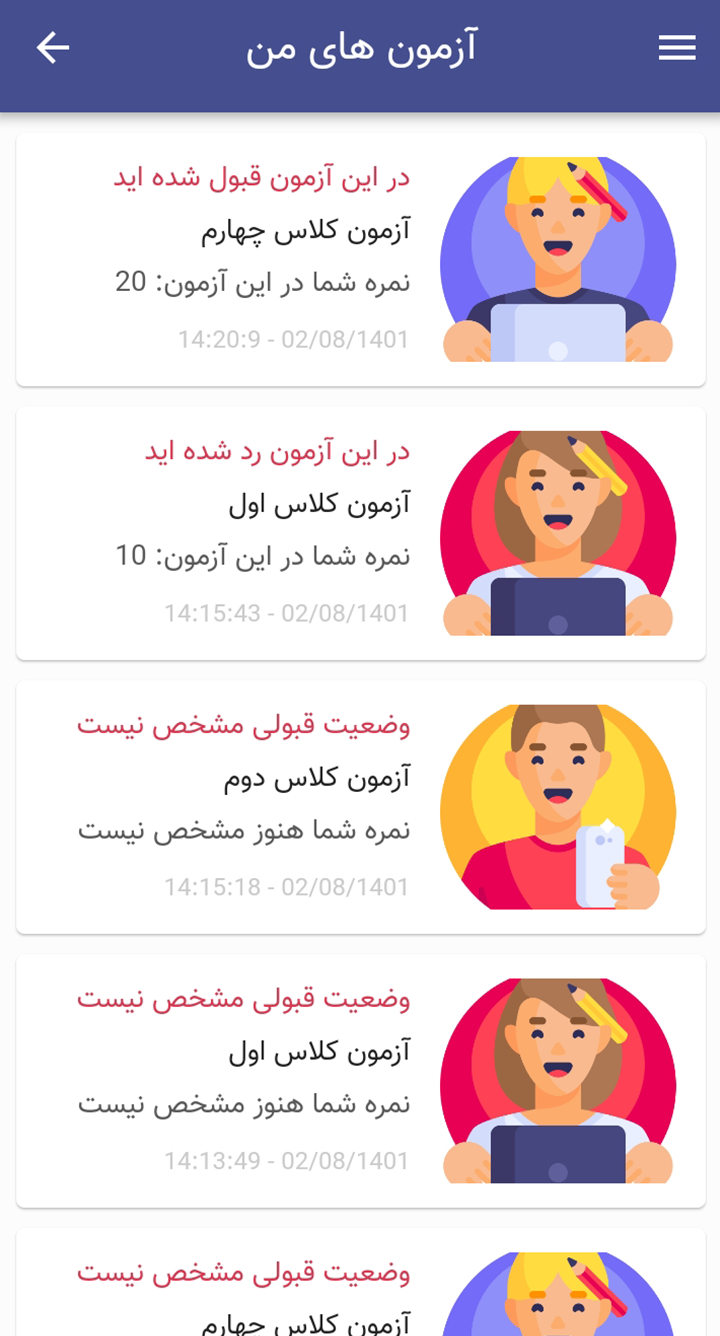 آزمون های من
در این آزمون قبول شده اید
آزمون کلاس چهارم
نمره شما در این آزمون: 20
14:20:9 - 02/08/1401
در این آزمون رد شده اید
آزمون کلاس اول
نمره شما در این آزمون: 10
14:15:43 - 02/08/1401
وضعیت قبولی مشخص نیست
آزمون کلاس دوم
نمره شما هنوز مشخص نیست
14:15:18 - 02/08/1401
وضعیت قبولی مشخص نیست
آزمون کلاس اول
نمره شما هنوز مشخص نیست
14:13:49 - 02/08/1401
وضعیت قبولی مشخص نیست
آزمون کلاس چهارم